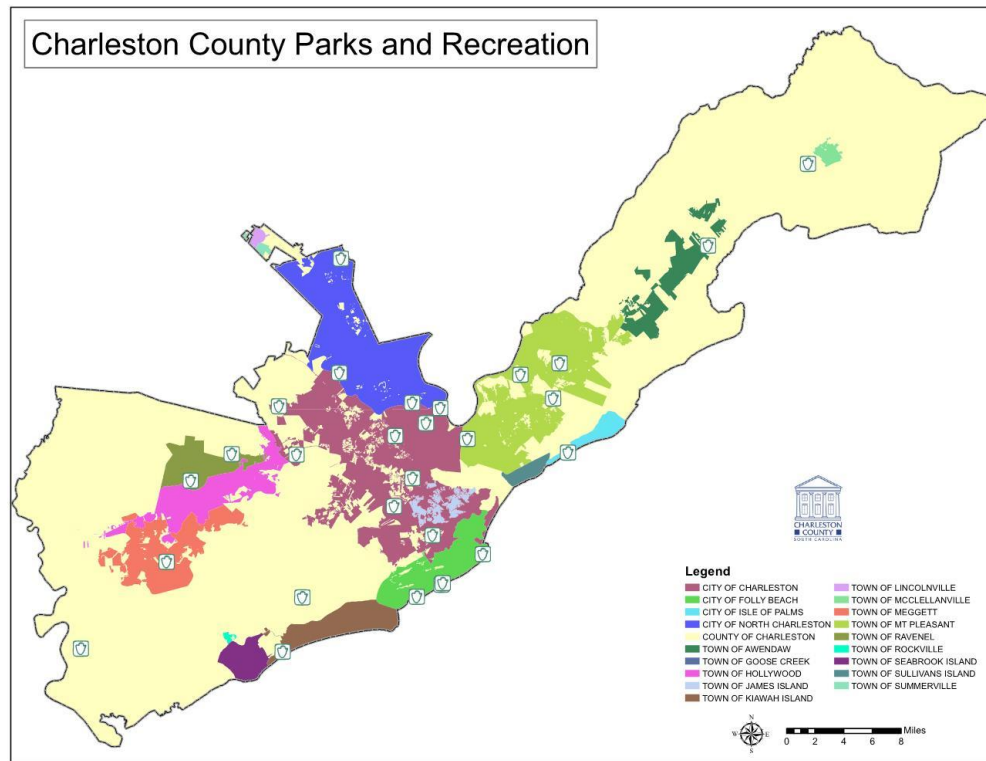 Charleston County Parks and Recreation
CHARLESTON
COUNTY
SOUTH CAROLINA
Legend
CITY OF CHARLESTON
CITY OF FOLLY BEACH
CITY OF ISLE OF PALMS
CITY OF NORTH CHARLESTON
COUNTY OF CHARLESTON
TOWN OF AWENDAW
TOWN OF GOOSE CREEK
TOWN OF HOLLYWOOD
TOWN OF JAMES ISLAND
TOWN OF KIAWAH ISLAND
TOWN OF LINCOLNVILLE
TOWN OF MCCLELLANVILLE
TOWN OF MEGGETT
TOWN OF MT PLEASANT
TOWN OF RAVENEL
TOWN OF ROCKVILLE
TOWN OF SEABROOK ISLAND
TOWN OF SULLIVANS ISLAND
TOWN OF SUMMERVILLE
N
W E
S
Miles
0 2 4 6 8